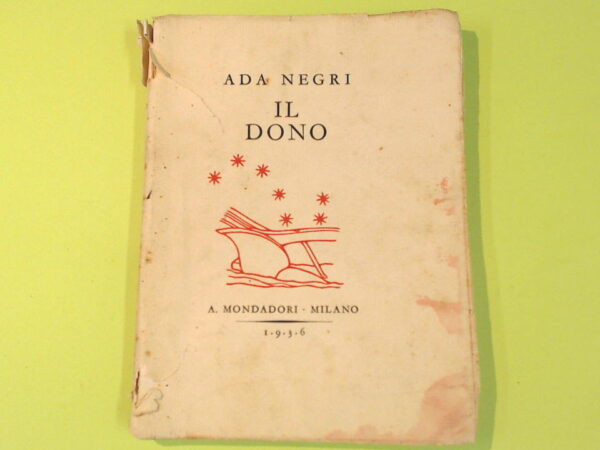 ADA NEGRI
IL
DONO
A. MONDADORI · MILANO
1·9·3·6